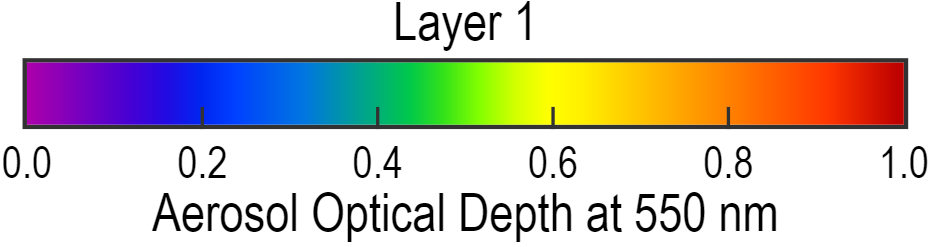 Layer 1
0.0 0.2 0.4 0.6 0.8 1.0
Aerosol Optical Depth at 550 nm